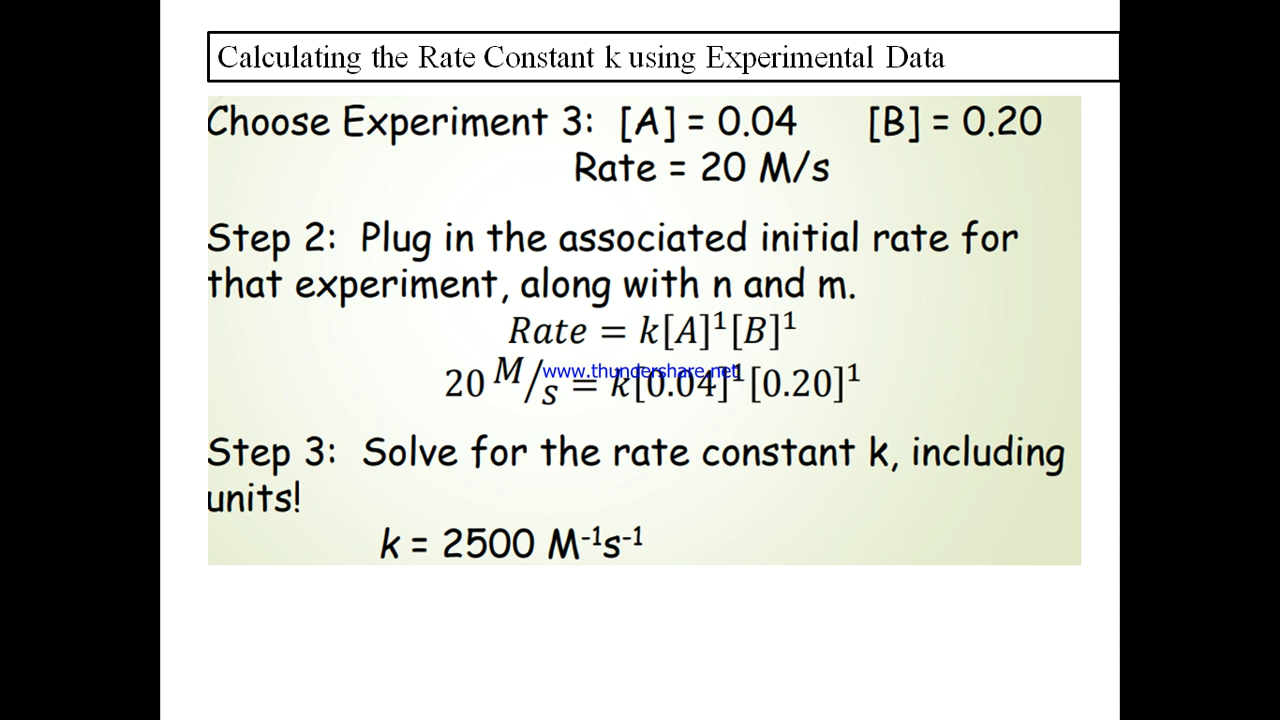 Calculating the Rate Constant k using Experimental Data
Choose Experiment 3: [A] = 0.04 [B] = 0.20
Rate = 20 M/s
Step 2: Plug in the associated initial rate for
that experiment, along with n and m.
Rate = k[A]¹[B]¹
www.thundershare.net
20 M/s = k[0.04]¹[0.20]¹
Step 3: Solve for the rate constant k, including
units!
k = 2500 M⁻¹s⁻¹